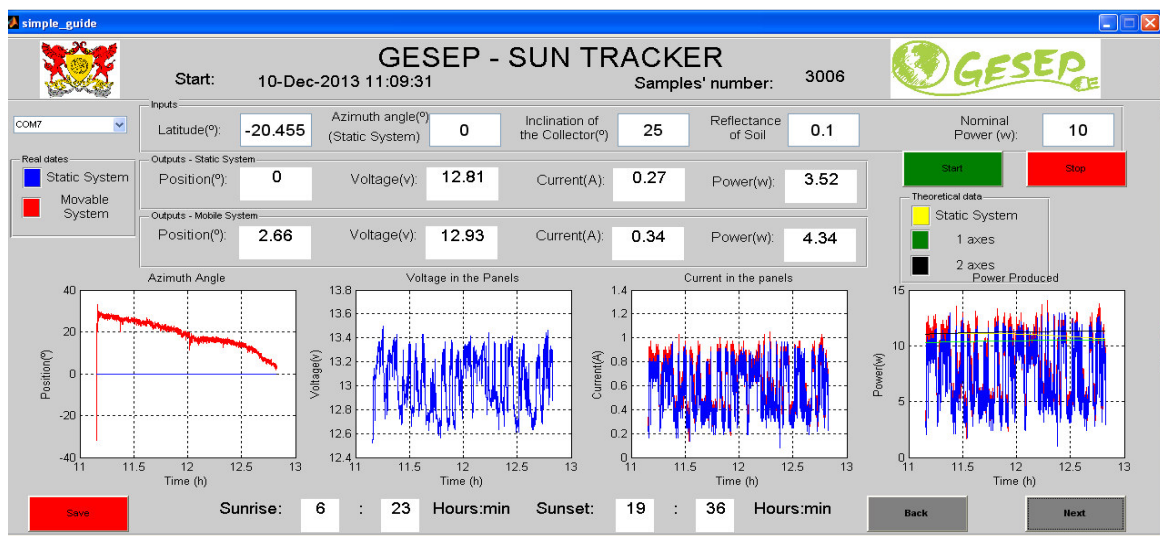 simple_guide
GESEP - SUN TRACKER
Start: 10-Dec-2013 11:09:31 Samples' number: 3006
GESEP
COM7
Inputs
Latitude(º): -20.455
Azimuth angle(º)
(Static System) 0
Inclination of
the Collector(º) 25
Reflectance
of Soil 0.1
Nominal
Power (w): 10
Real dates
Static System
Movable
System
Outputs - Static System
Position(º): 0 Voltage(v): 12.81 Current(A): 0.27 Power(w): 3.52
Start Stop
Outputs - Mobile System
Position(º): 2.66 Voltage(v): 12.93 Current(A): 0.34 Power(w): 4.34
Theoretical data
Static System
1 axes
2 axes
Azimuth Angle
40
20
0
-20
-40
Position(º)
11 11.5 12 12.5 13
Time (h)
Voltage in the Panels
13.8
13.6
13.4
13.2
13
12.8
12.6
12.4
Voltage(v)
11 11.5 12 12.5 13
Time (h)
Current in the panels
1.4
1.2
1
0.8
0.6
0.4
0.2
0
Current(A)
11 11.5 12 12.5 13
Time (h)
Power Produced
15
10
5
0
Power(w)
11 11.5 12 12.5 13
Time (h)
Save
Sunrise: 6 : 23 Hours:min Sunset: 19 : 36 Hours:min
Back Next